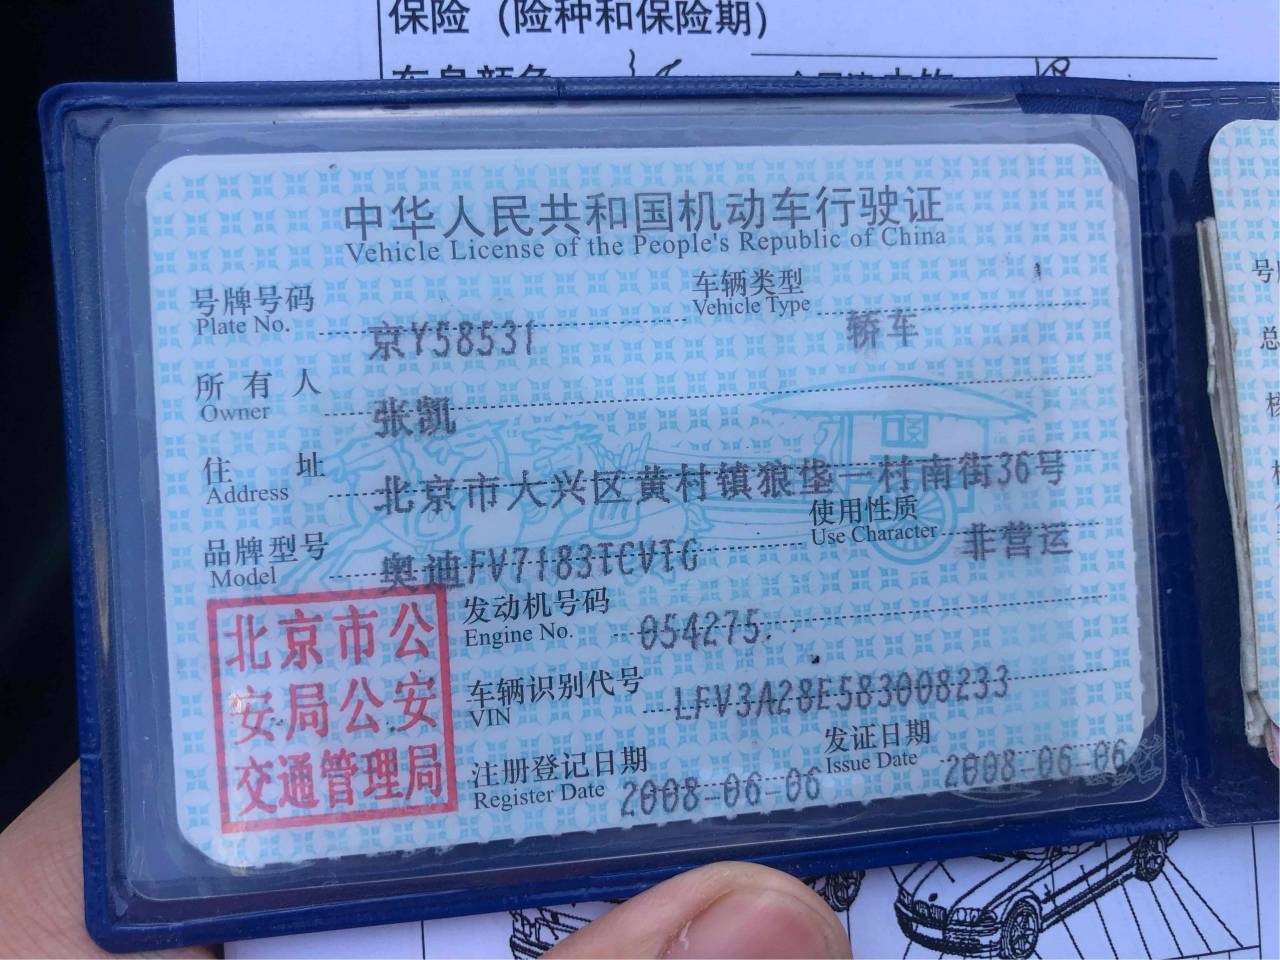 保险（险种和保险期）
中华人民共和国机动车行驶证
Vehicle License of the People's Republic of China
号牌号码 京Y58531 车辆类型 轿车
Plate No. Vehicle Type
所有人 张凯
Owner
住址 北京市大兴区黄村镇狼垡一村南街36号
Address
品牌型号 奥迪FV7183TCVTG 使用性质 非营运
Model Use Character
北京市公
安局公安
交通管理局
发动机号码 054275
Engine No.
车辆识别代号 LFV3A28E583008233
VIN
注册登记日期 2008-06-06 发证日期 2008-06-06
Register Date Issue Date